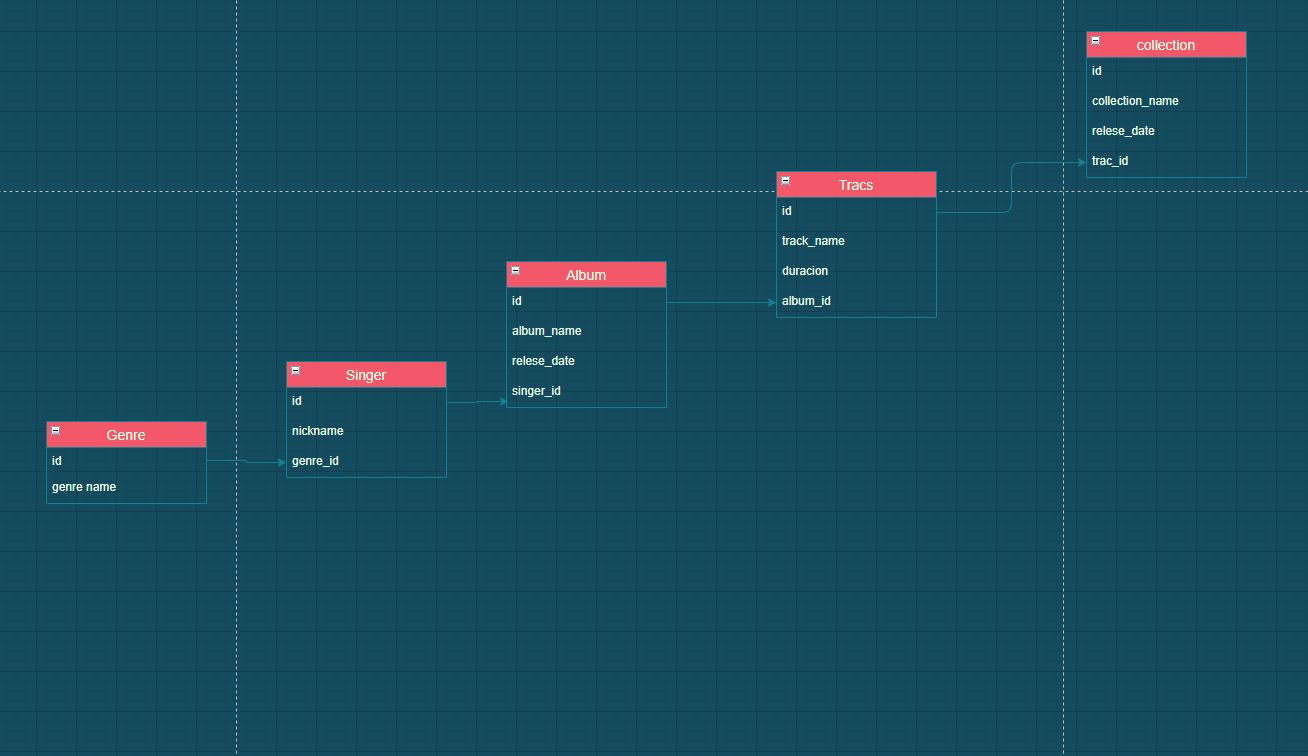 collection
id
collection_name
relese_date
trac_id
Tracs
id
track_name
duracion
album_id
Album
id
album_name
relese_date
singer_id
Singer
id
nickname
genre_id
Genre
id
genre name